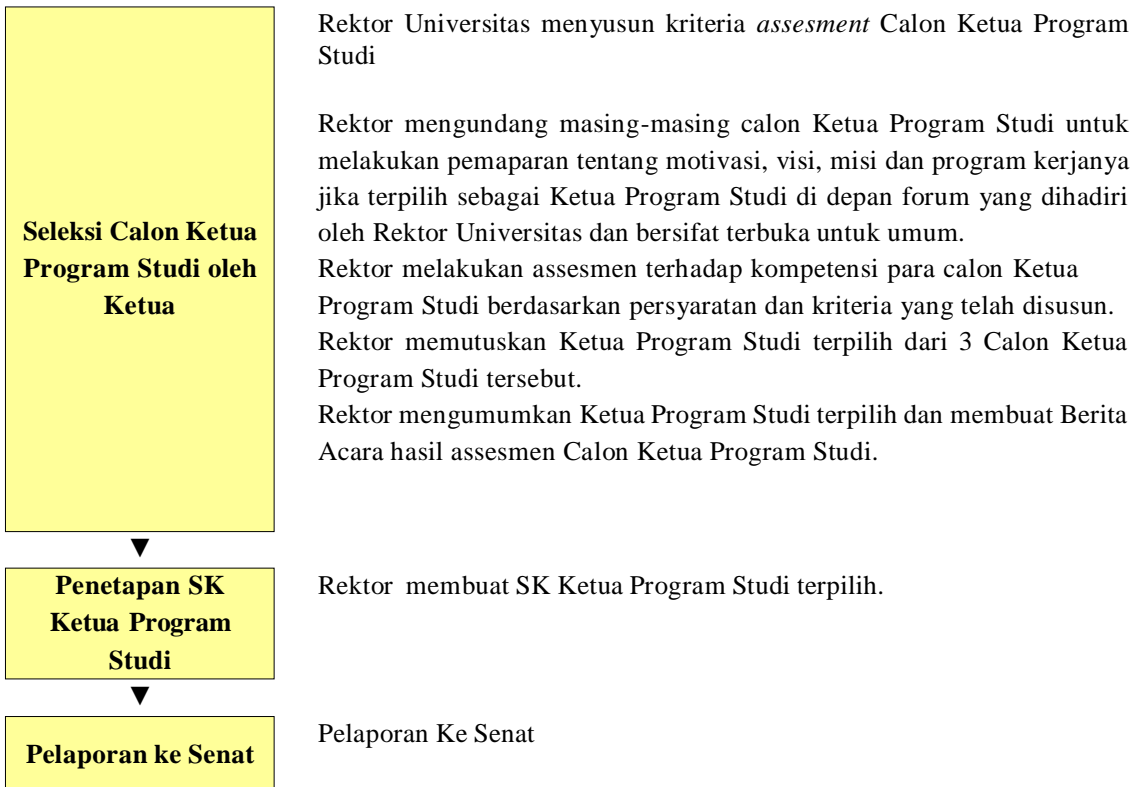 Rektor Universitas menyusun kriteria assesment Calon Ketua Program
Studi
Rektor mengundang masing-masing calon Ketua Program Studi untuk
melakukan pemaparan tentang motivasi, visi, misi dan program kerjanya
jika terpilih sebagai Ketua Program Studi di depan forum yang dihadiri
Seleksi Calon Ketua
Program Studi oleh
Ketua
oleh Rektor Universitas dan bersifat terbuka untuk umum.
Rektor melakukan assesmen terhadap kompetensi para calon Ketua
Program Studi berdasarkan persyaratan dan kriteria yang telah disusun.
Rektor memutuskan Ketua Program Studi terpilih dari 3 Calon Ketua
Program Studi tersebut.
Rektor mengumumkan Ketua Program Studi terpilih dan membuat Berita
Acara hasil assesmen Calon Ketua Program Studi.
Penetapan SK
Ketua Program
Studi
Rektor membuat SK Ketua Program Studi terpilih.
Pelaporan ke Senat
Pelaporan Ke Senat